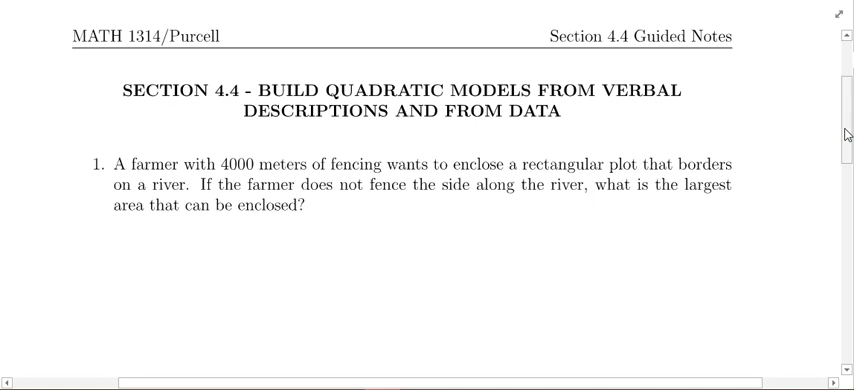 MATH 1314/Purcell Section 4.4 Guided Notes
SECTION 4.4 - BUILD QUADRATIC MODELS FROM VERBAL
DESCRIPTIONS AND FROM DATA
1. A farmer with 4000 meters of fencing wants to enclose a rectangular plot that borders
on a river. If the farmer does not fence the side along the river, what is the largest
area that can be enclosed?